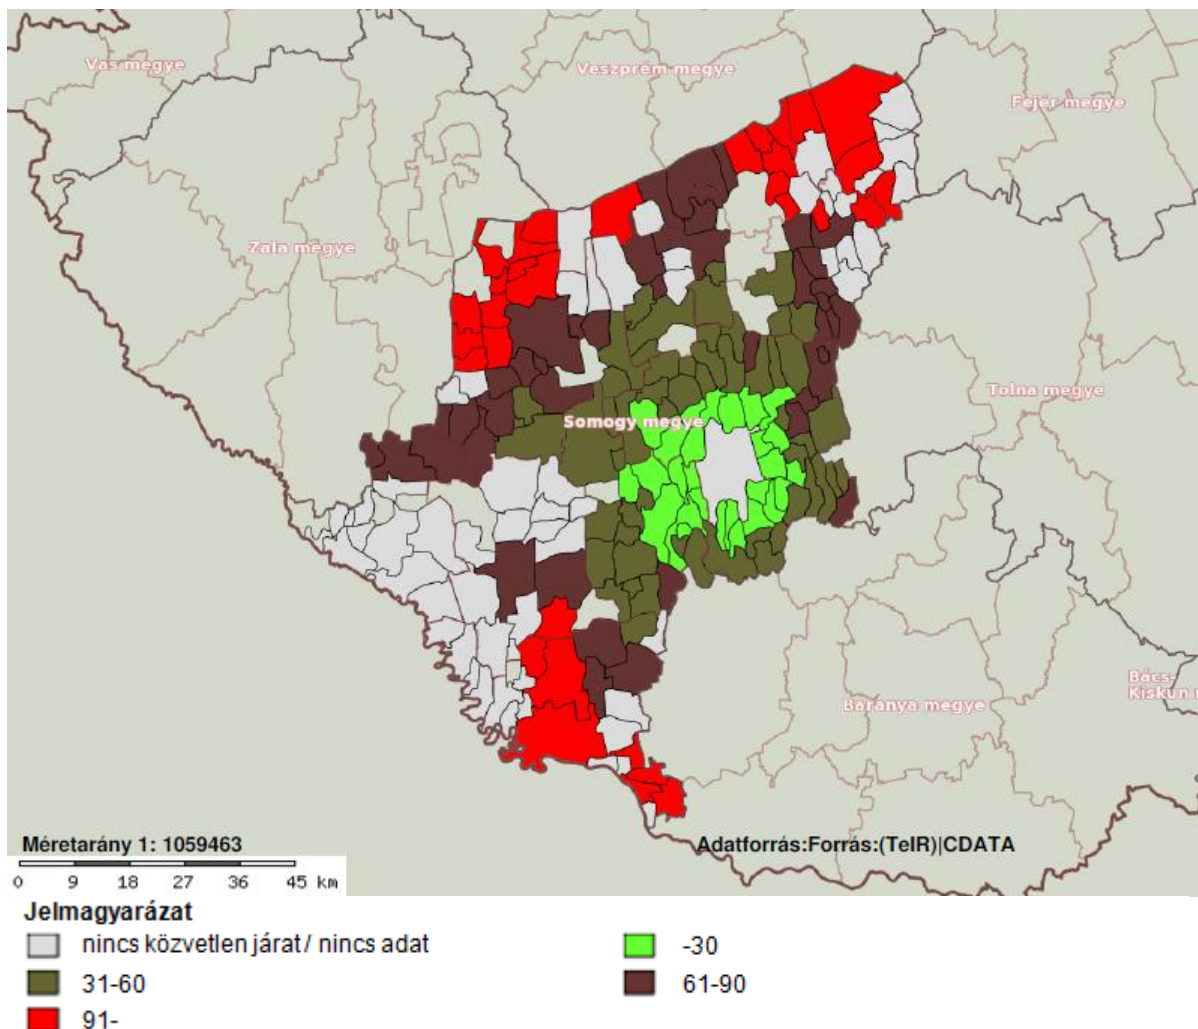 Vas megye
Veszprém megye
Fejér megye
Zala megye
Tolna megye
Somogy megye
Bács-
Kiskun
Baranya megye
Méretarány 1: 1059463
Adatforrás:Forrás:(TeIR)|CDATA
0 9 18 27 36 45 km
Jelmagyarázat
nincs közvetlen járat / nincs adat
-30
31-60
61-90
91-